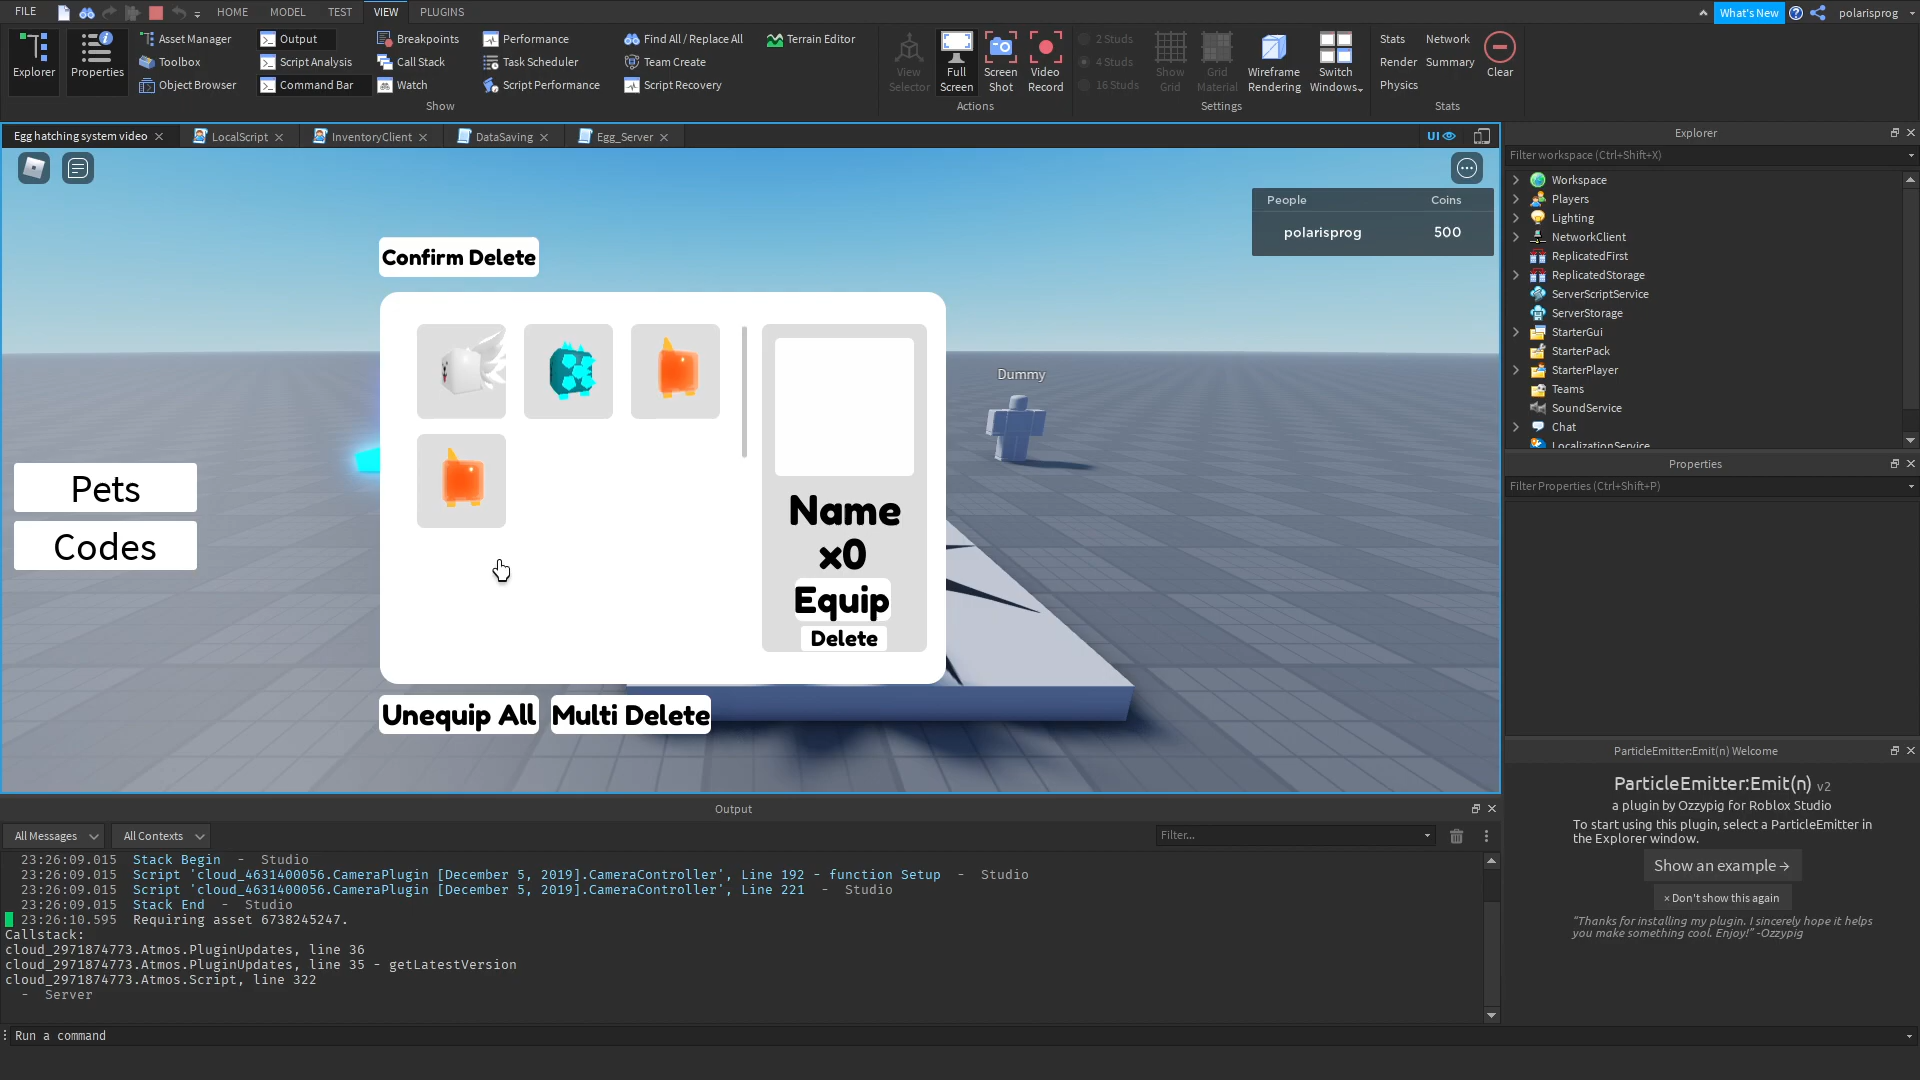 FILE
HOME
MODEL
TEST
VIEW
PLUGINS
What's New
polarisprog
Explorer
Properties
Asset Manager
Toolbox
Object Browser
Output
Script Analysis
Command Bar
Breakpoints
Call Stack
Watch
Performance
Task Scheduler
Script Performance
Find All / Replace All
Team Create
Script Recovery
Terrain Editor
Show
View
Selector
Full
Screen
Screen
Shot
Video
Record
Actions
2 Studs
4 Studs
16 Studs
Show
Grid
Grid
Material
Wireframe
Rendering
Switch
Windows
Settings
Stats
Network
Render
Summary
Physics
Clear
Stats
Egg hatching system video
LocalScript
InventoryClient
DataSaving
Egg_Server
UI
People
Coins
polarisprog
500
Confirm Delete
Dummy
Pets
Codes
Name
x0
Equip
Delete
Unequip All
Multi Delete
Explorer
Filter workspace (Ctrl+Shift+X)
Workspace
Players
Lighting
NetworkClient
ReplicatedFirst
ReplicatedStorage
ServerScriptService
ServerStorage
StarterGui
StarterPack
StarterPlayer
Teams
SoundService
Chat
LocalizationService
Properties
Filter Properties (Ctrl+Shift+P)
ParticleEmitter:Emit(n) Welcome
ParticleEmitter:Emit(n) v2
a plugin by Ozzypig for Roblox Studio
To start using this plugin, select a ParticleEmitter in
the Explorer window.
Show an example →
× Don't show this again
"Thanks for installing my plugin. I sincerely hope it helps
you make something cool. Enjoy!" -Ozzypig
Output
All Messages
All Contexts
Filter...
23:26:09.015 Stack Begin - Studio
23:26:09.015 Script 'cloud_4631400056.CameraPlugin [December 5, 2019].CameraController', Line 192 - function Setup - Studio
23:26:09.015 Script 'cloud_4631400056.CameraPlugin [December 5, 2019].CameraController', Line 221 - Studio
23:26:09.015 Stack End - Studio
23:26:10.595 Requiring asset 6738245247.
Callstack:
cloud_2971874773.Atmos.PluginUpdates, line 36
cloud_2971874773.Atmos.PluginUpdates, line 35 - getLatestVersion
cloud_2971874773.Atmos.Script, line 322
- Server
Run a command